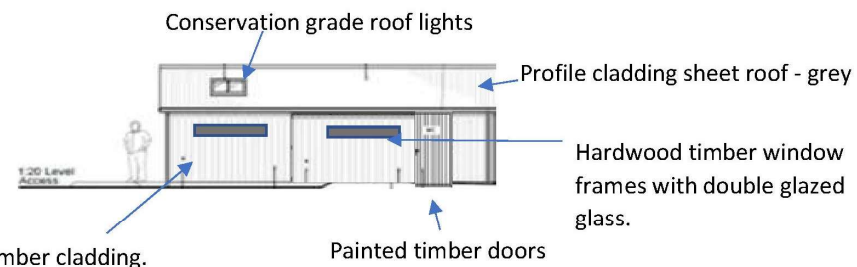 Conservation grade roof lights
Profile cladding sheet roof - grey
Hardwood timber window
frames with double glazed
glass.
1:20 Level
Access
Painted timber doors
mber cladding.